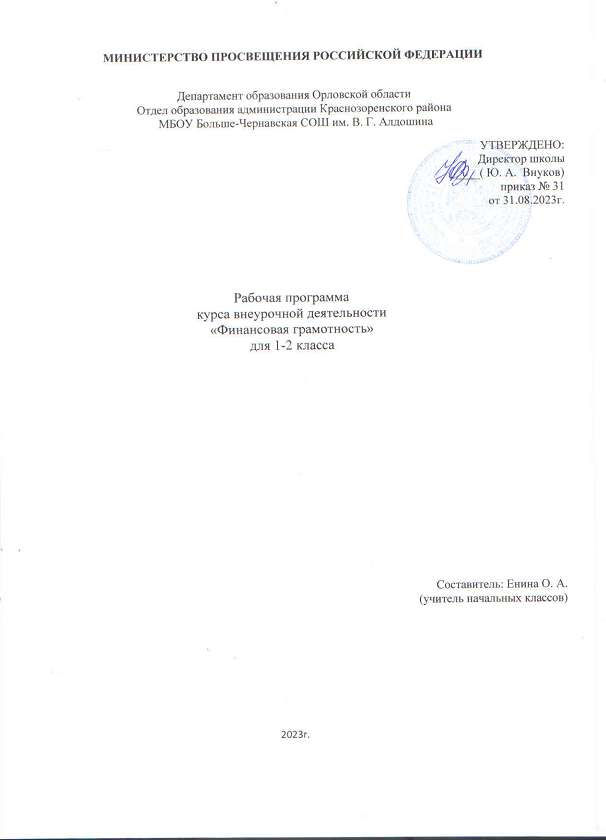 МИНИСТЕРСТВО ПРОСВЕЩЕНИЯ РОССИЙСКОЙ ФЕДЕРАЦИИ
Департамент образования Орловской области
Отдел образования администрации Краснозоренского района
МБОУ Больше-Чернавская СОШ им. В. Г. Алдошина
УТВЕРЖДЕНО:
Директор школы
( Ю. А. Внуков)
приказ № 31
от 31.08.2023г.
Рабочая программа
курса внеурочной деятельности
«Финансовая грамотность»
для 1-2 класса
Составитель: Енина О. А.
(учитель начальных классов)
2023г.